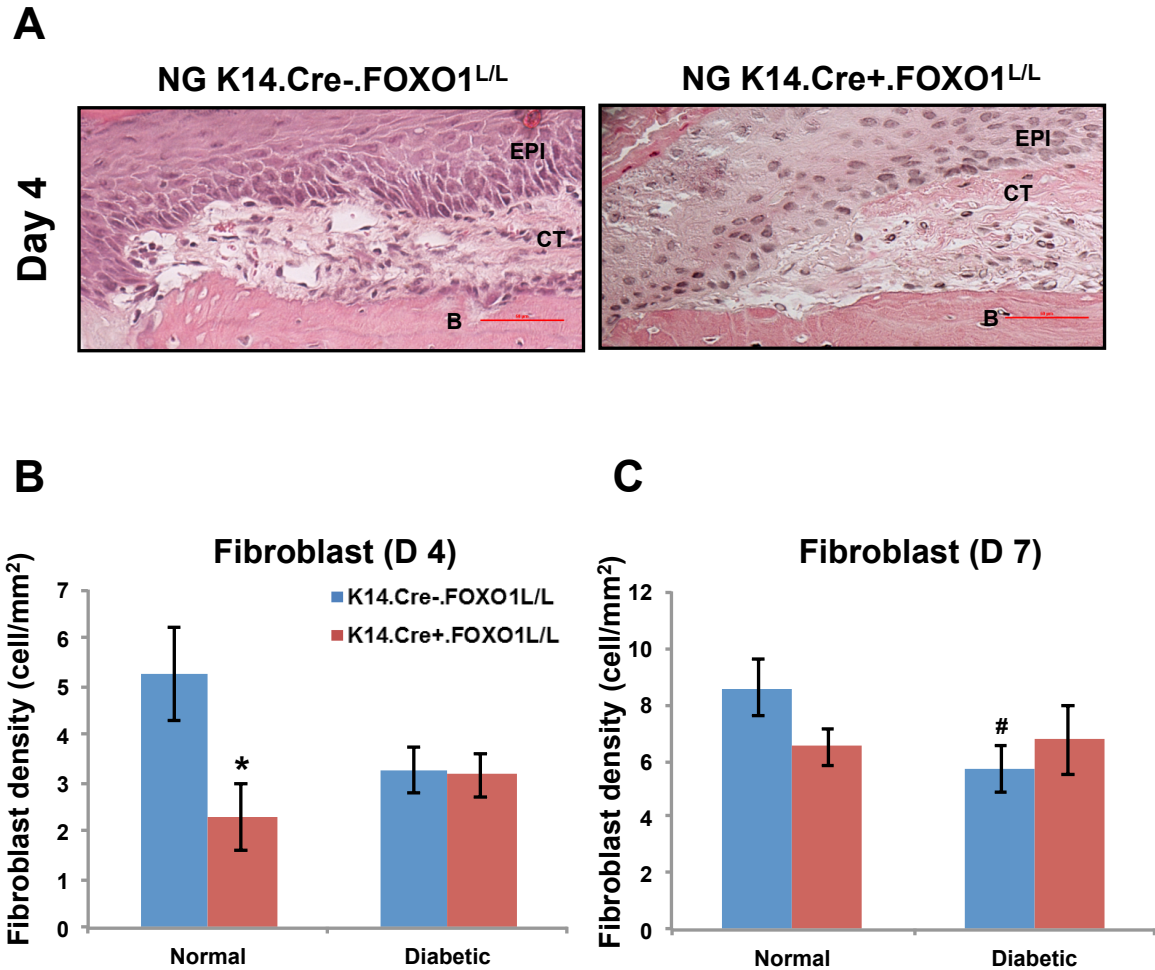 A
NG K14.Cre-.FOXO1L/L
NG K14.Cre+.FOXO1L/L
Day 4
EPI
CT
B
EPI
CT
B
B
C
Fibroblast (D 4)
Fibroblast density (cell/mm2)
7
6
5
4
3
2
1
0
K14.Cre-.FOXO1L/L
K14.Cre+.FOXO1L/L
*
Normal
Diabetic
Fibroblast (D 7)
Fibroblast density (cell/mm2)
12
10
8
6
4
2
0
#
Normal
Diabetic